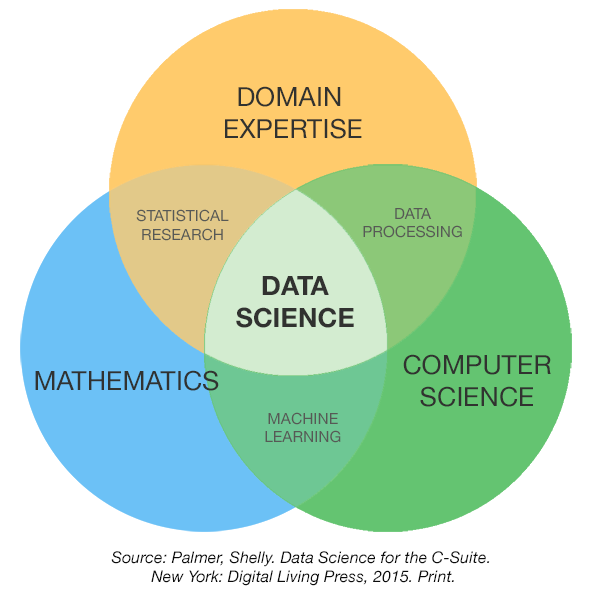 DOMAIN
EXPERTISE
STATISTICAL
RESEARCH
DATA
PROCESSING
DATA
SCIENCE
MATHEMATICS
COMPUTER
SCIENCE
MACHINE
LEARNING
Source: Palmer, Shelly. Data Science for the C-Suite.
New York: Digital Living Press, 2015. Print.